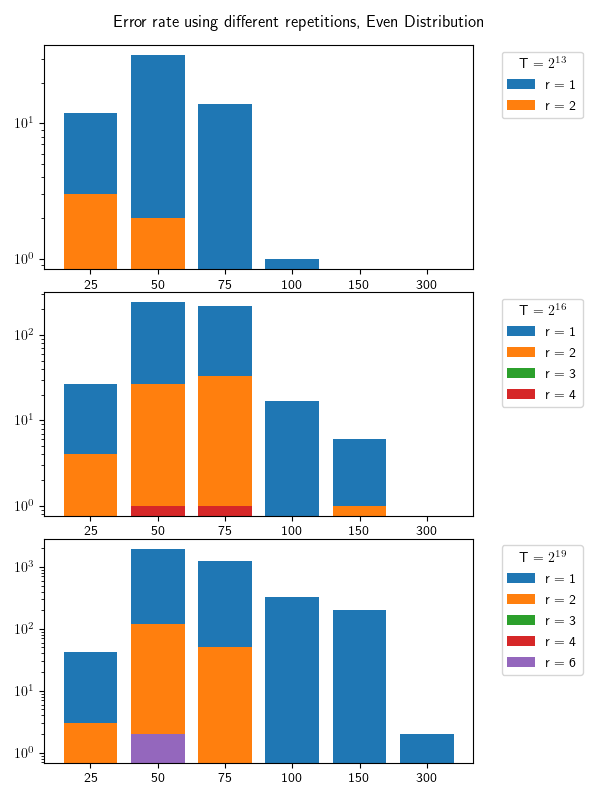 Error rate using different repetitions, Even Distribution
T = 2^13
r = 1
r = 2
10^1
10^0
25 50 75 100 150 300
T = 2^16
r = 1
r = 2
r = 3
r = 4
10^2
10^1
10^0
25 50 75 100 150 300
T = 2^19
r = 1
r = 2
r = 3
r = 4
r = 6
10^3
10^2
10^1
10^0
25 50 75 100 150 300